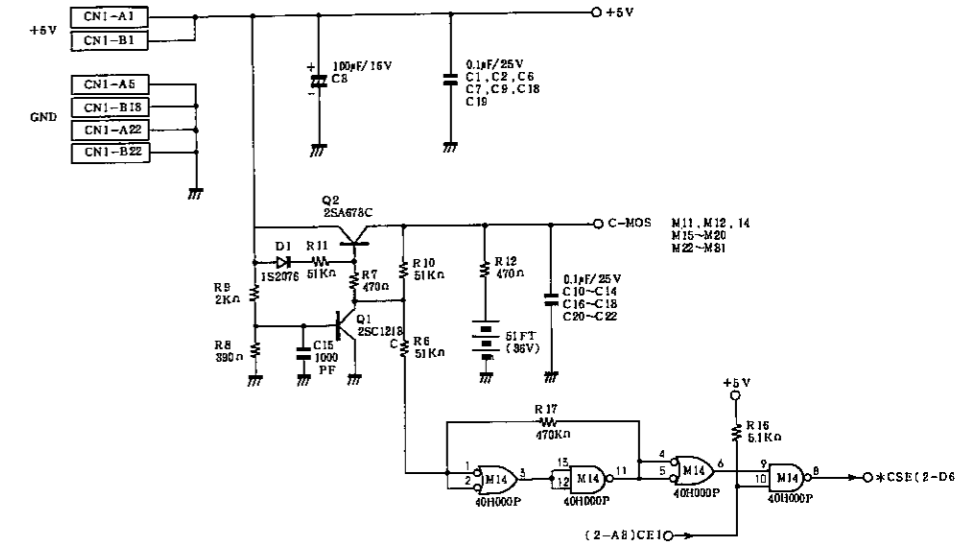 +5V
CN1-A1
CN1-B1
+5V
GND
CN1-A5
CN1-B18
CN1-A22
CN1-B22
100µF/16V
C8
+
-
0.1µF/25V
C1, C2, C6
C7, C9, C18
C19
Q2
2SA678C
C-MOS
M11, M12, 14
M15~M20
M22~M31
D1
1S2076
R11
51KΩ
R7
470Ω
R10
51KΩ
R12
470Ω
0.1µF/25V
C10~C14
C16~C18
C20~C22
R9
2KΩ
Q1
2SC1213
C
R6
51KΩ
51FT
(36V)
R8
390Ω
C15
1000
PF
+5V
R17
470KΩ
R16
5.1KΩ
1
2
M14
3
40H000P
13
12
M14
11
40H000P
4
5
M14
6
40H000P
9
10
M14
8
40H000P
*CSE(2-D6
(2-A8)CE1